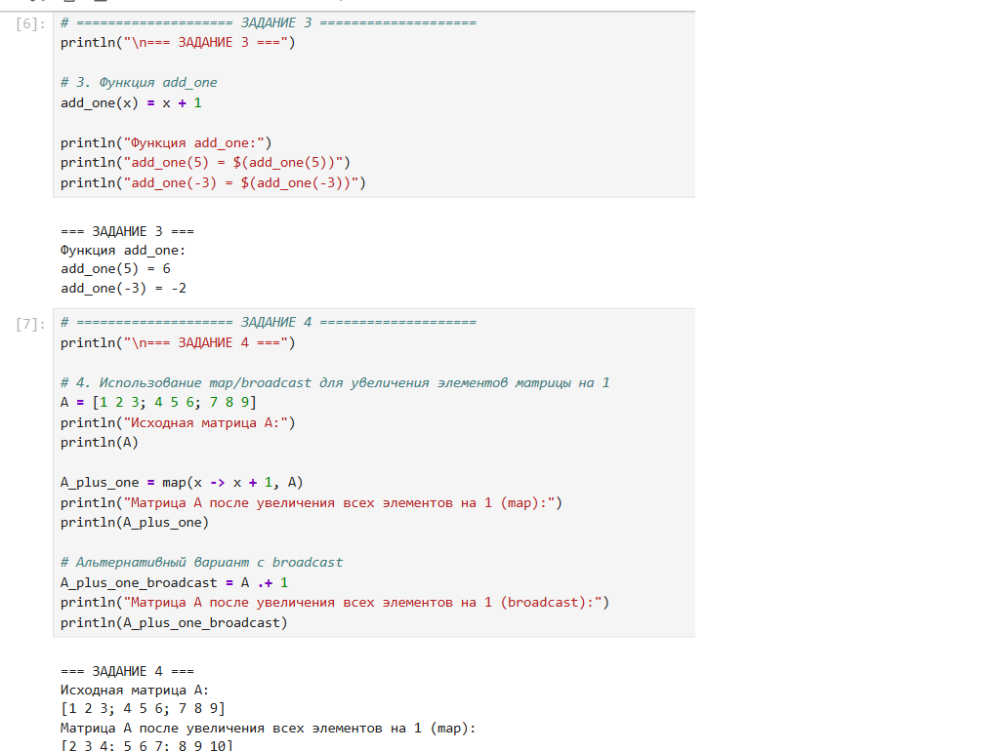 [6]: # ==================== ЗАДАНИЕ 3 ====================
println("\n=== ЗАДАНИЕ 3 ===")
# 3. Функция add_one
add_one(x) = x + 1
println("Функция add_one:")
println("add_one(5) = $(add_one(5))")
println("add_one(-3) = $(add_one(-3))")
=== ЗАДАНИЕ 3 ===
Функция add_one:
add_one(5) = 6
add_one(-3) = -2
[7]: # ==================== ЗАДАНИЕ 4 ====================
println("\n=== ЗАДАНИЕ 4 ===")
# 4. Использование map/broadcast для увеличения элементов матрицы на 1
A = [1 2 3; 4 5 6; 7 8 9]
println("Исходная матрица A:")
println(A)
A_plus_one = map(x -> x + 1, A)
println("Матрица A после увеличения всех элементов на 1 (map):")
println(A_plus_one)
# Альтернативный вариант с broadcast
A_plus_one_broadcast = A .+ 1
println("Матрица A после увеличения всех элементов на 1 (broadcast):")
println(A_plus_one_broadcast)
=== ЗАДАНИЕ 4 ===
Исходная матрица A:
[1 2 3; 4 5 6; 7 8 9]
Матрица A после увеличения всех элементов на 1 (map):
[2 3 4; 5 6 7; 8 9 10]